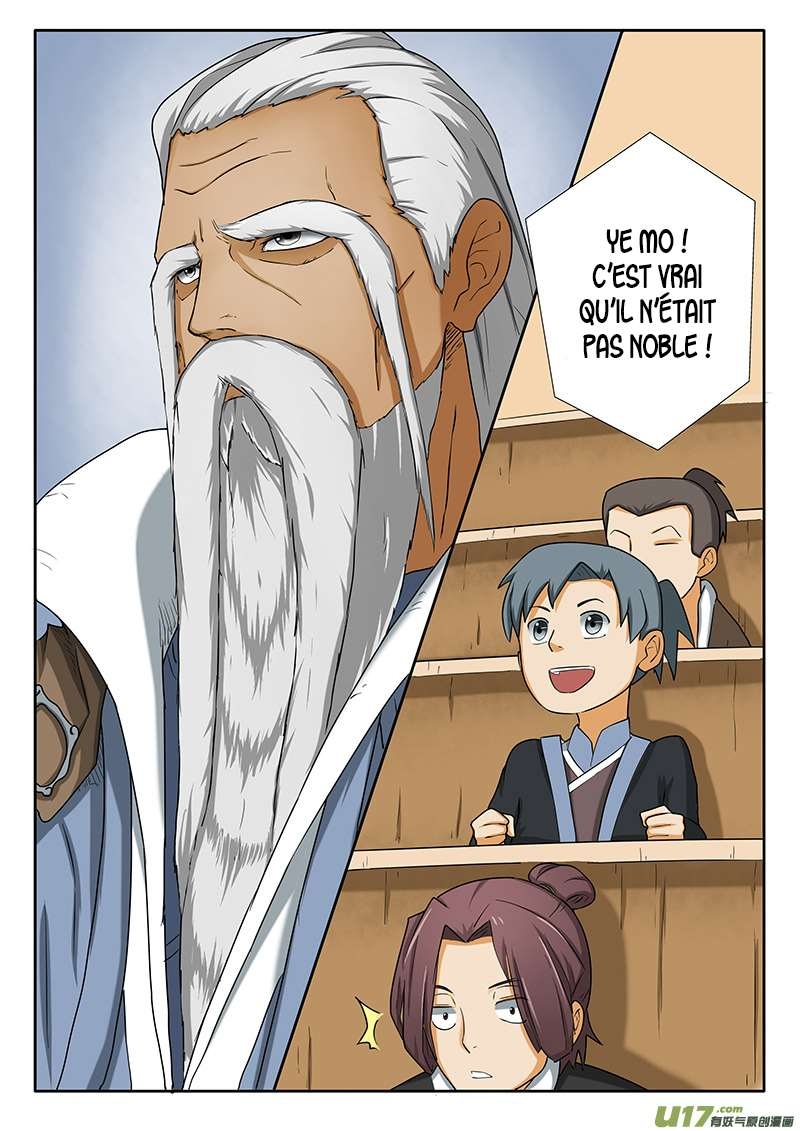 YE MO !
C'EST VRAI
QU'IL N'ÉTAIT
PAS NOBLE !
U17.com
有妖气原创漫画